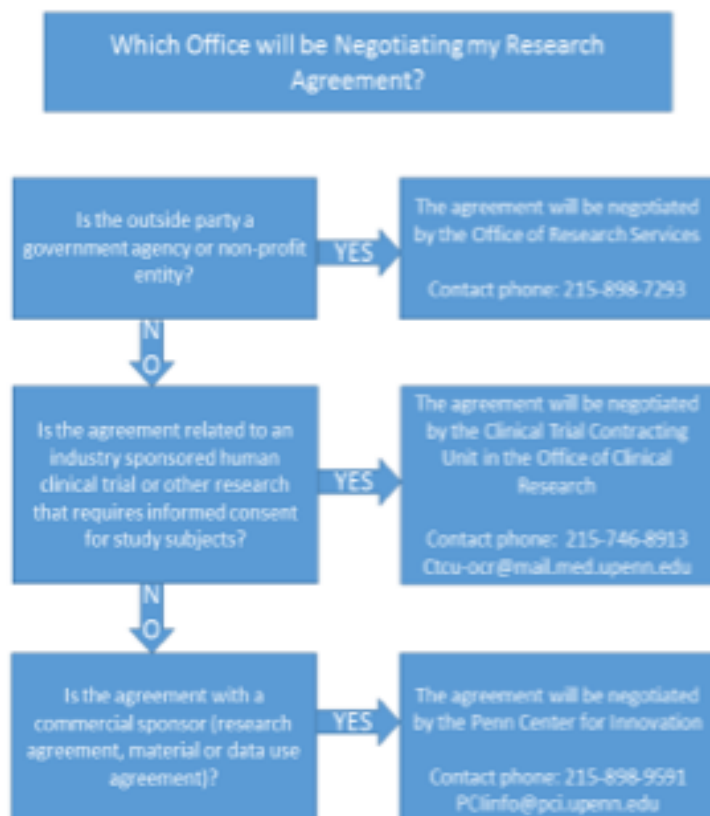 Which Office will be Negotiating my Research
Agreement?
Is the outside party a
government agency or non-profit
entity?
YES
The agreement will be negotiated
by the Office of Research Services
Contact phone: 215-898-7293
N
O
Is the agreement related to an
industry sponsored human
clinical trial or other research
that requires informed consent
for study subjects?
YES
The agreement will be negotiated
by the Clinical Trial Contracting
Unit in the Office of Clinical
Research
Contact phone: 215-746-8913
Ctcu-ocr@mail.med.upenn.edu
N
O
Is the agreement with a
commercial sponsor (research
agreement, material or data use
agreement)?
YES
The agreement will be negotiated
by the Penn Center for Innovation
Contact phone: 215-898-9591
PCIinfo@pci.upenn.edu